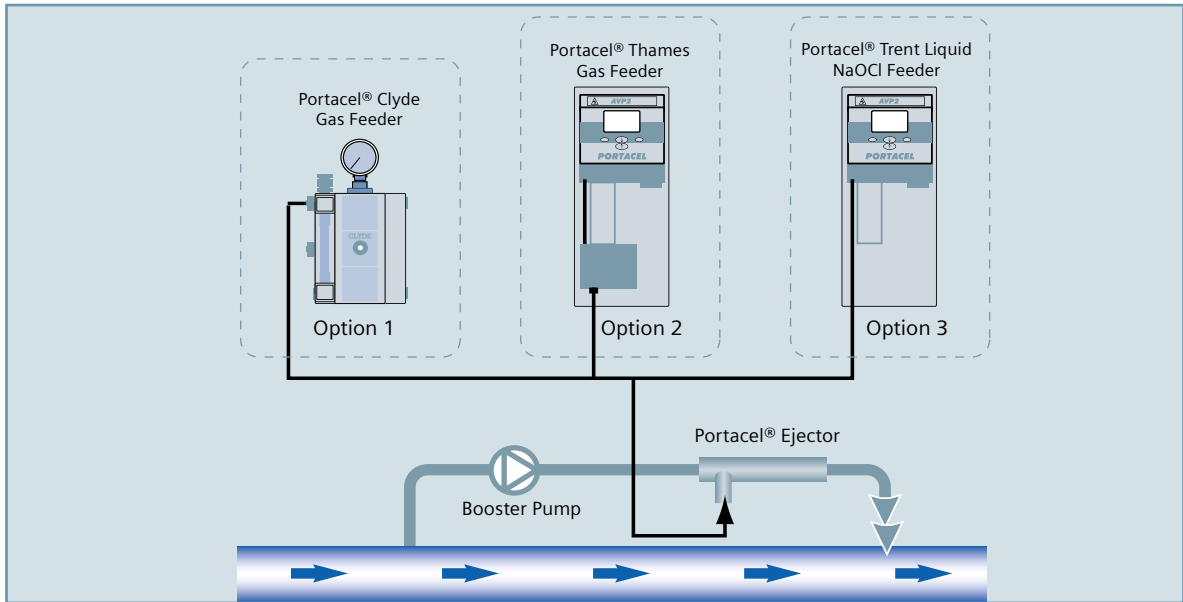 Portacel® Clyde
Gas Feeder
CLYDE
Option 1
Portacel® Thames
Gas Feeder
AVP2
PORTACEL
Option 2
Portacel® Trent Liquid
NaOCl Feeder
AVP2
PORTACEL
Option 3
Portacel® Ejector
Booster Pump